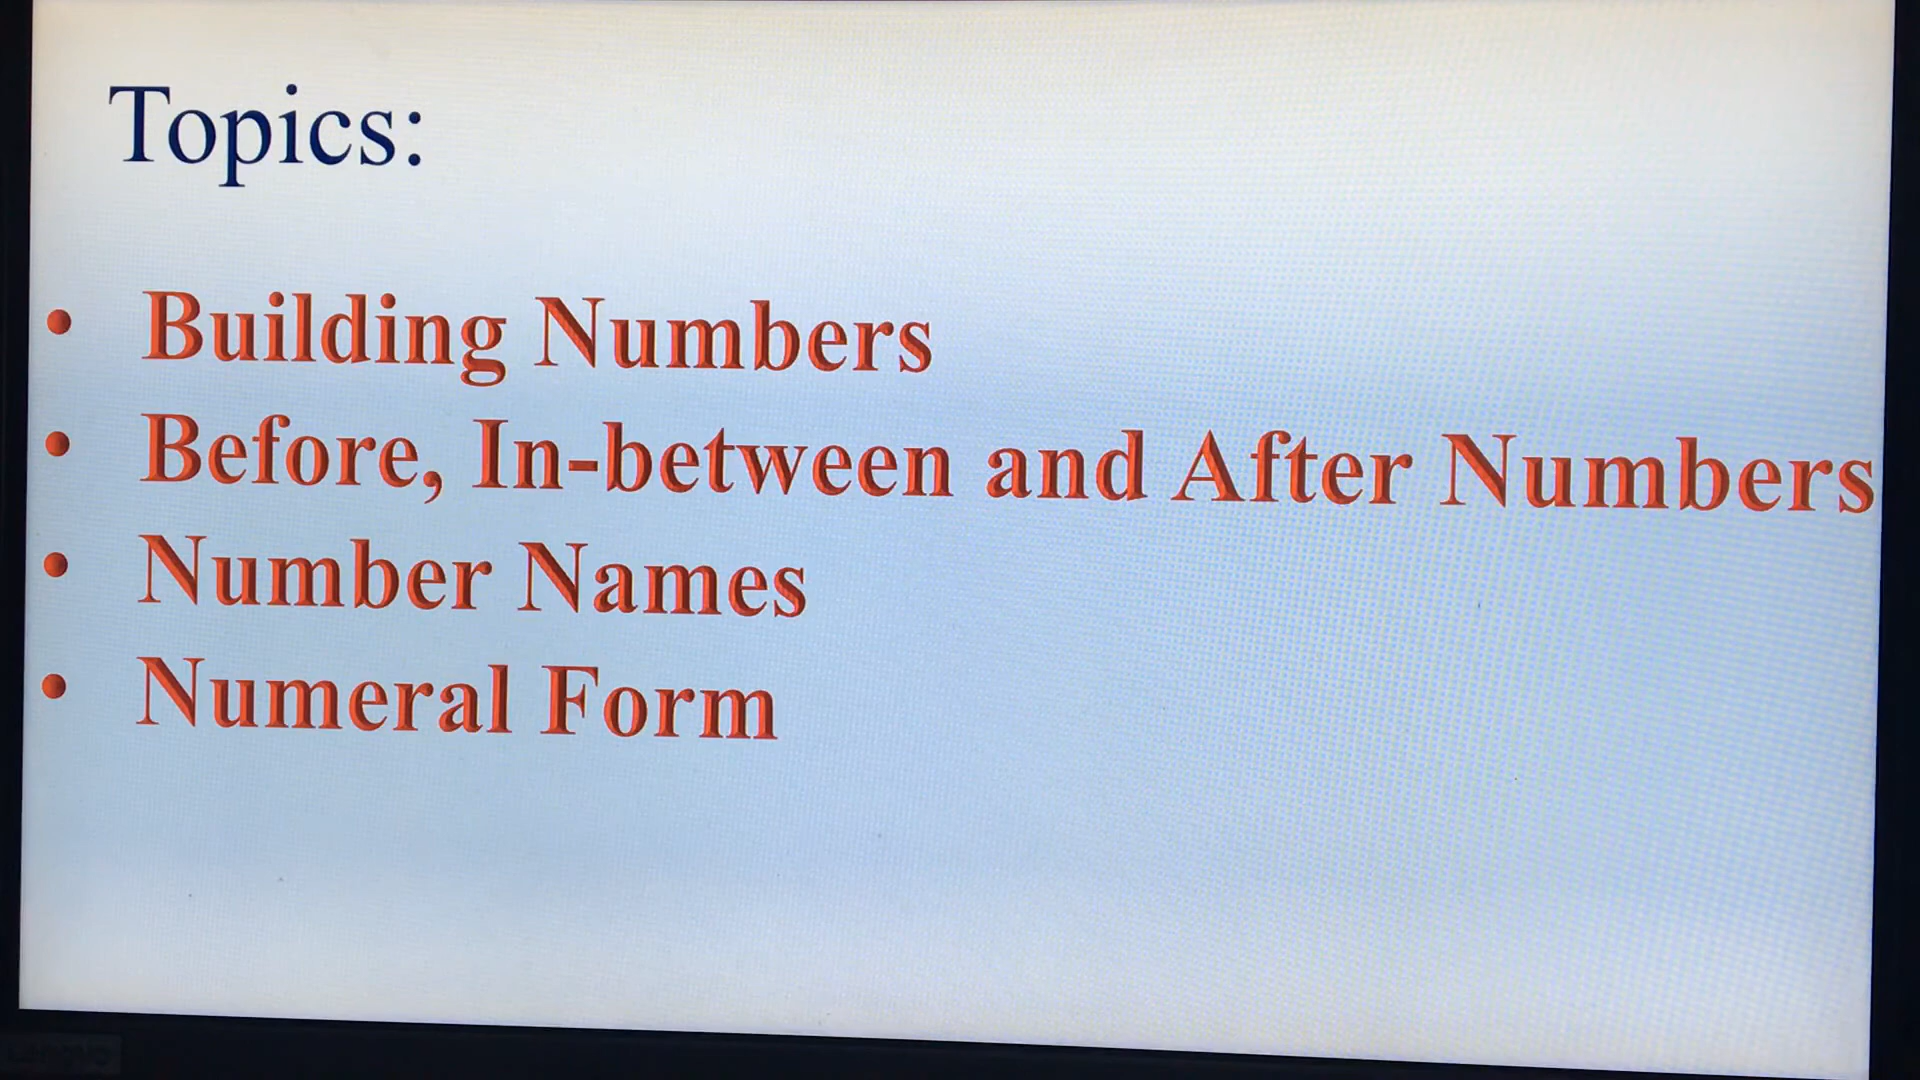 Topics:
• Building Numbers
• Before, In-between and After Numbers
• Number Names
• Numeral Form